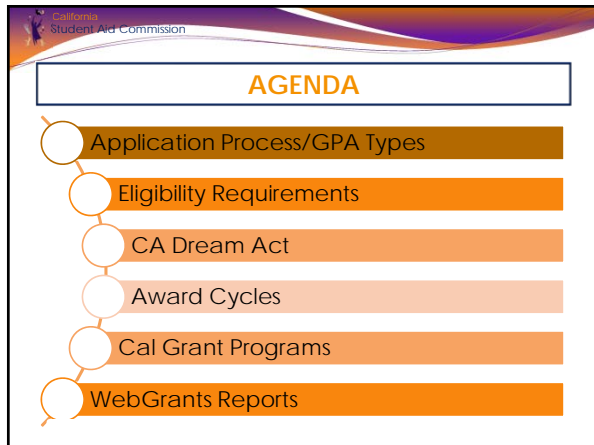 California
Student Aid Commission
AGENDA
Application Process/GPA Types
Eligibility Requirements
CA Dream Act
Award Cycles
Cal Grant Programs
WebGrants Reports